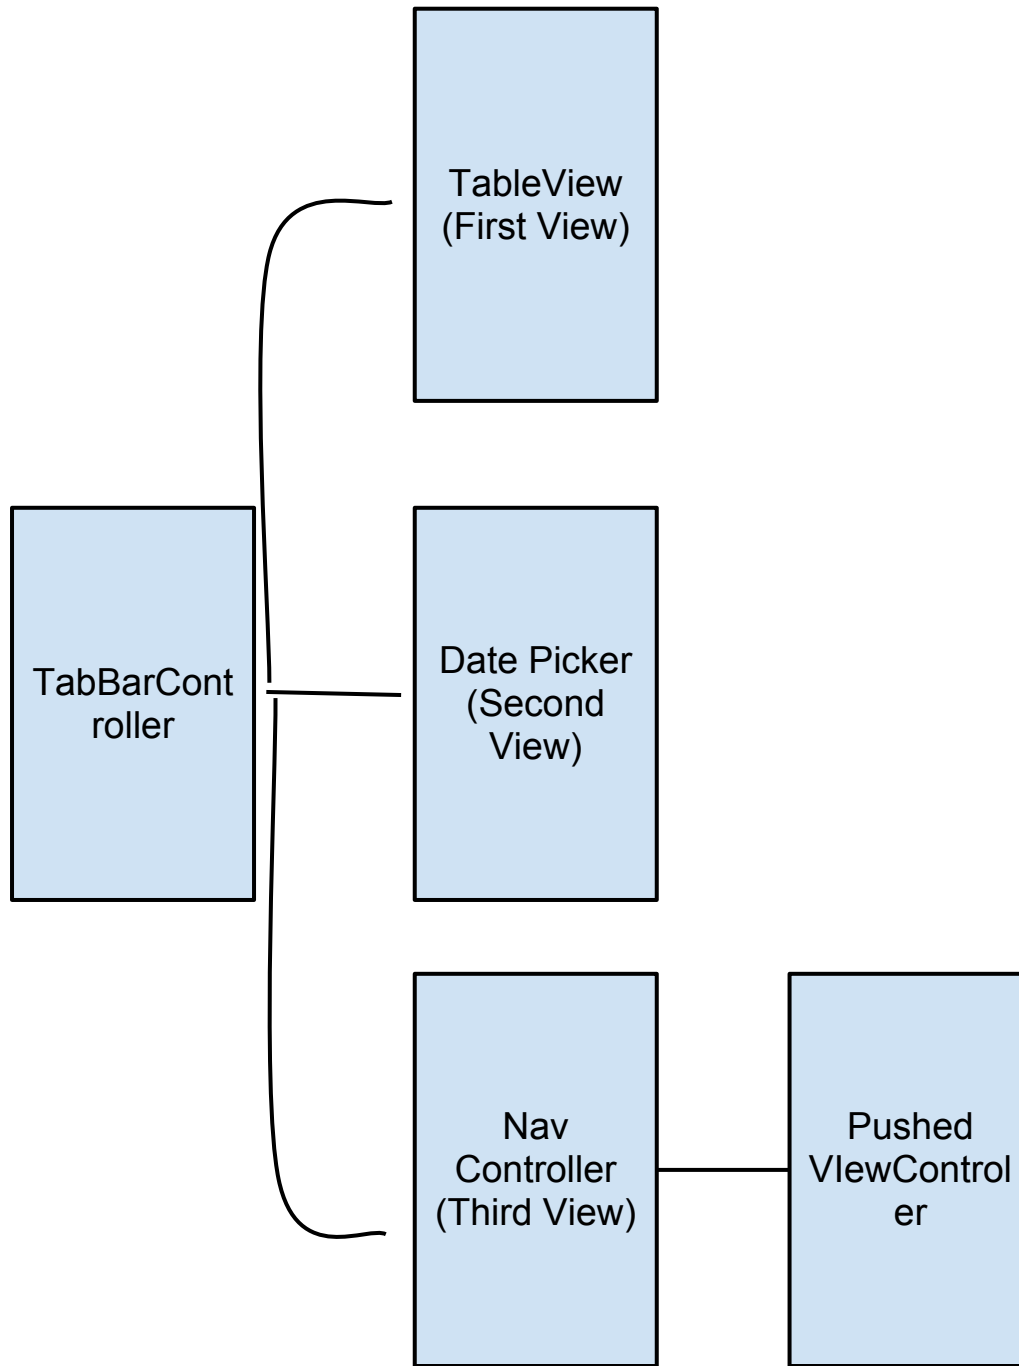 TableView
(First View)
TabBarCont
roller
Date Picker
(Second
View)
Nav
Controller
(Third View)
Pushed
VIewControl
er